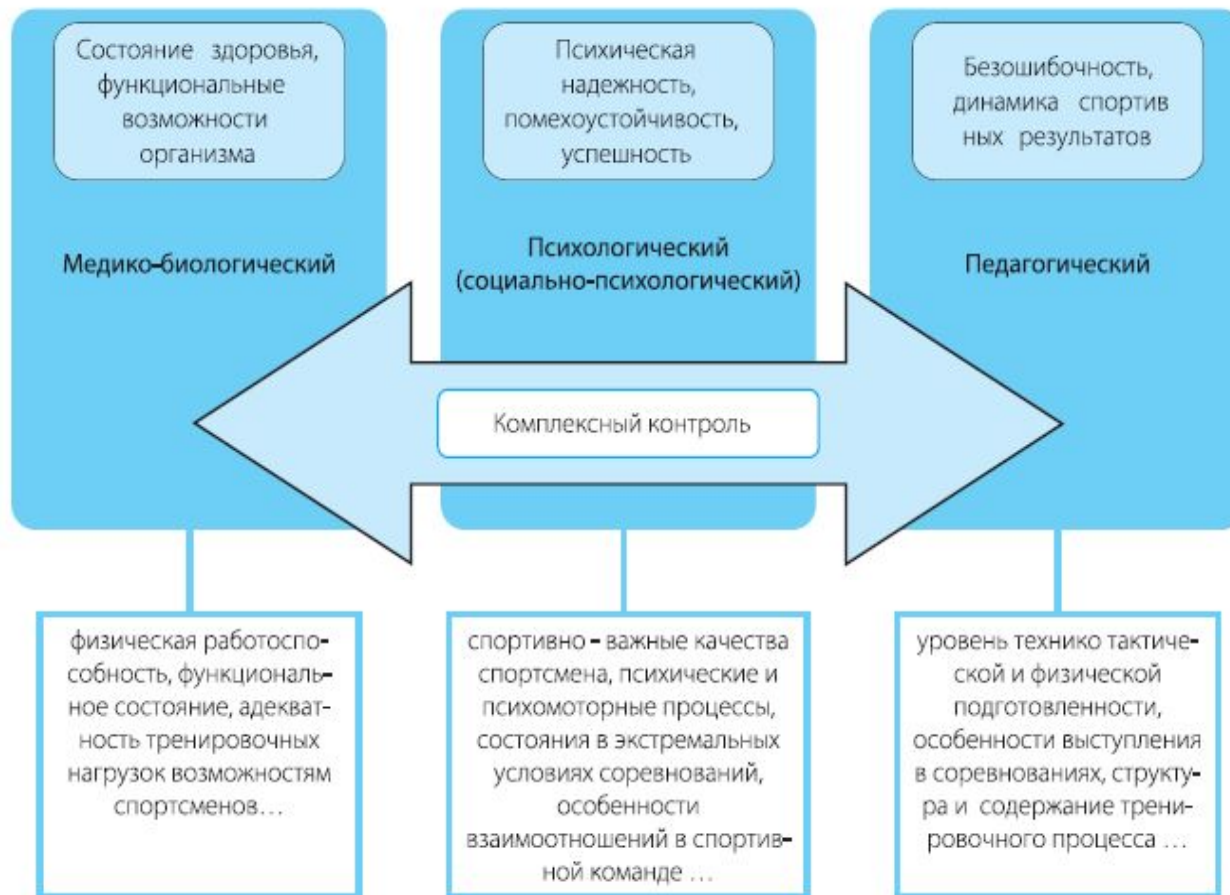 Состояние здоровья,
функциональные
возможности
организма
Психическая
надежность,
помехоустойчивость,
успешность
Безошибочность,
динамика спортив
ных результатов
Медико-биологический
Психологический
(социально-психологический)
Педагогический
Комплексный контроль
физическая работоспо-
собность, функциональ-
ное состояние, адекват-
ность тренировочных
нагрузок возможностям
спортсменов...
спортивно - важные качества
спортсмена, психические и
психомоторные процессы,
состояния в экстремальных
условиях соревнований,
особенности
взаимоотношений в спортив-
ной команде ...
уровень технико тактиче-
ской и физической
подготовленности,
особенности выступления
в соревнованиях, структу-
ра и содержание трени-
ровочного процесса ...